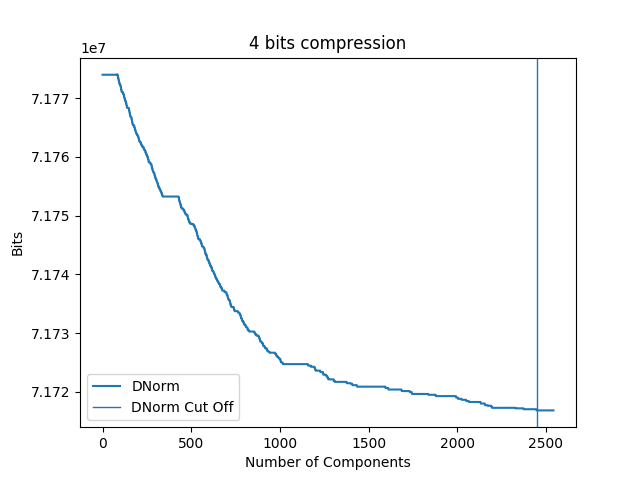 4 bits compression
1e7
7.177
7.176
7.175
7.174
7.173
7.172
Bits
DNorm
DNorm Cut Off
0
500
1000
1500
2000
2500
Number of Components